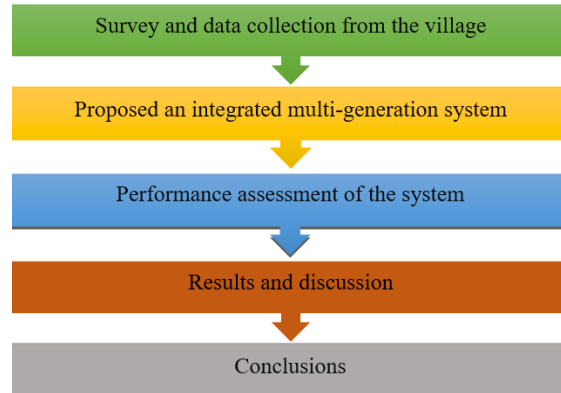 Survey and data collection from the village
Proposed an integrated multi-generation system
Performance assessment of the system
Results and discussion
Conclusions